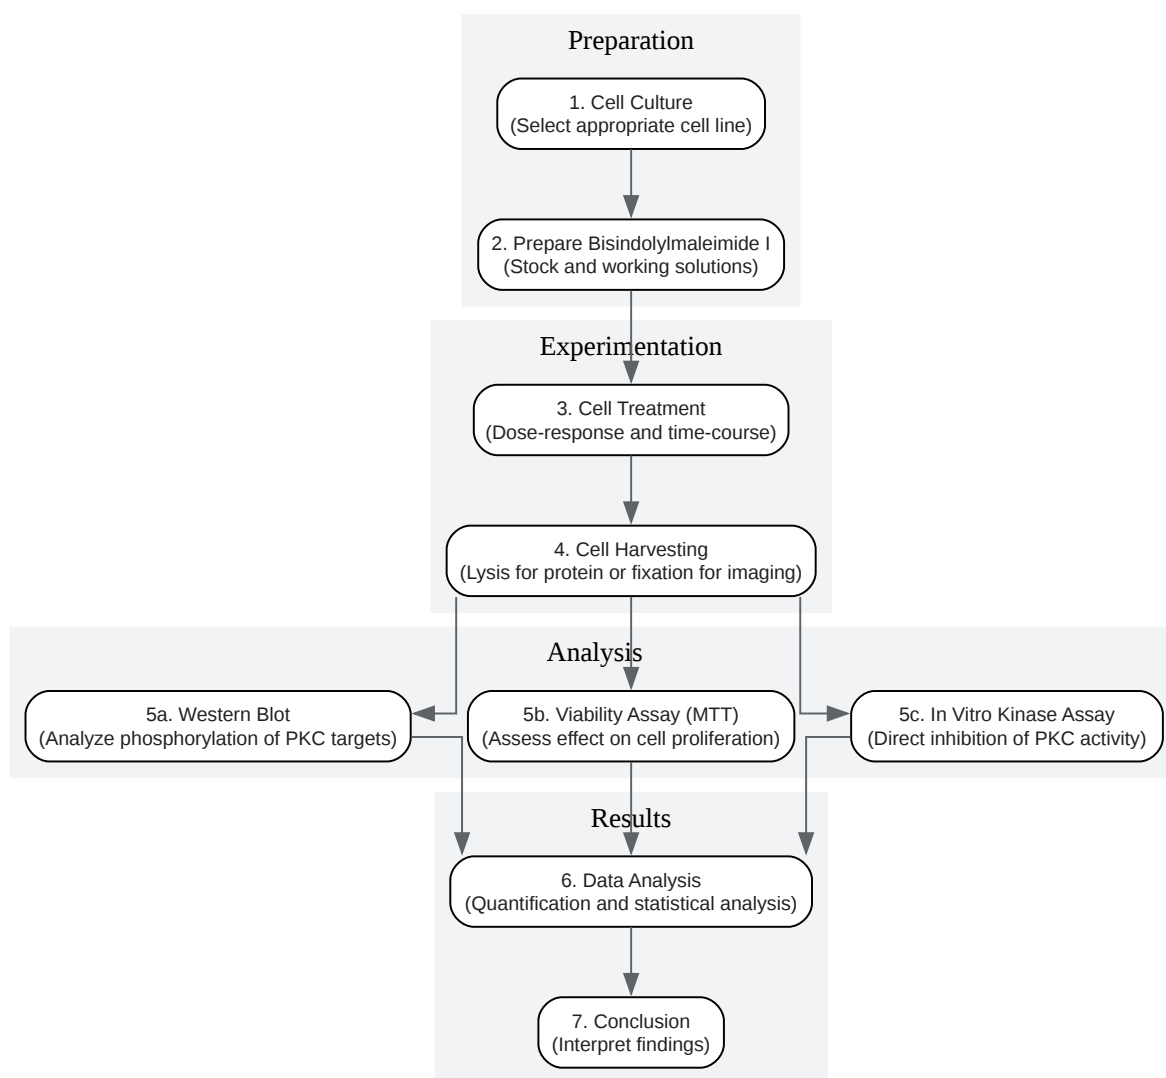 Preparation
1. Cell Culture
(Select appropriate cell line)
2. Prepare Bisindolylmaleimide I
(Stock and working solutions)
Experimentation
3. Cell Treatment
(Dose-response and time-course)
4. Cell Harvesting
(Lysis for protein or fixation for imaging)
Analysis
5a. Western Blot
(Analyze phosphorylation of PKC targets)
5b. Viability Assay (MTT)
(Assess effect on cell proliferation)
5c. In Vitro Kinase Assay
(Direct inhibition of PKC activity)
Results
6. Data Analysis
(Quantification and statistical analysis)
7. Conclusion
(Interpret findings)